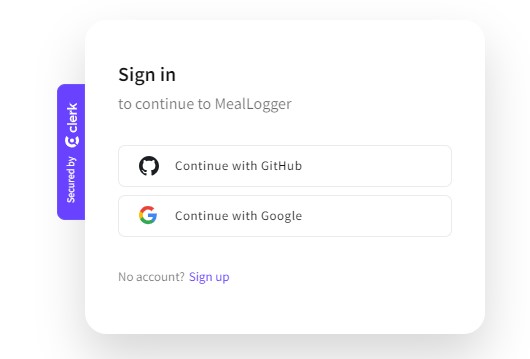 Sign in
to continue to MealLogger
Secured by clerk
Continue with GitHub
Continue with Google
No account? Sign up